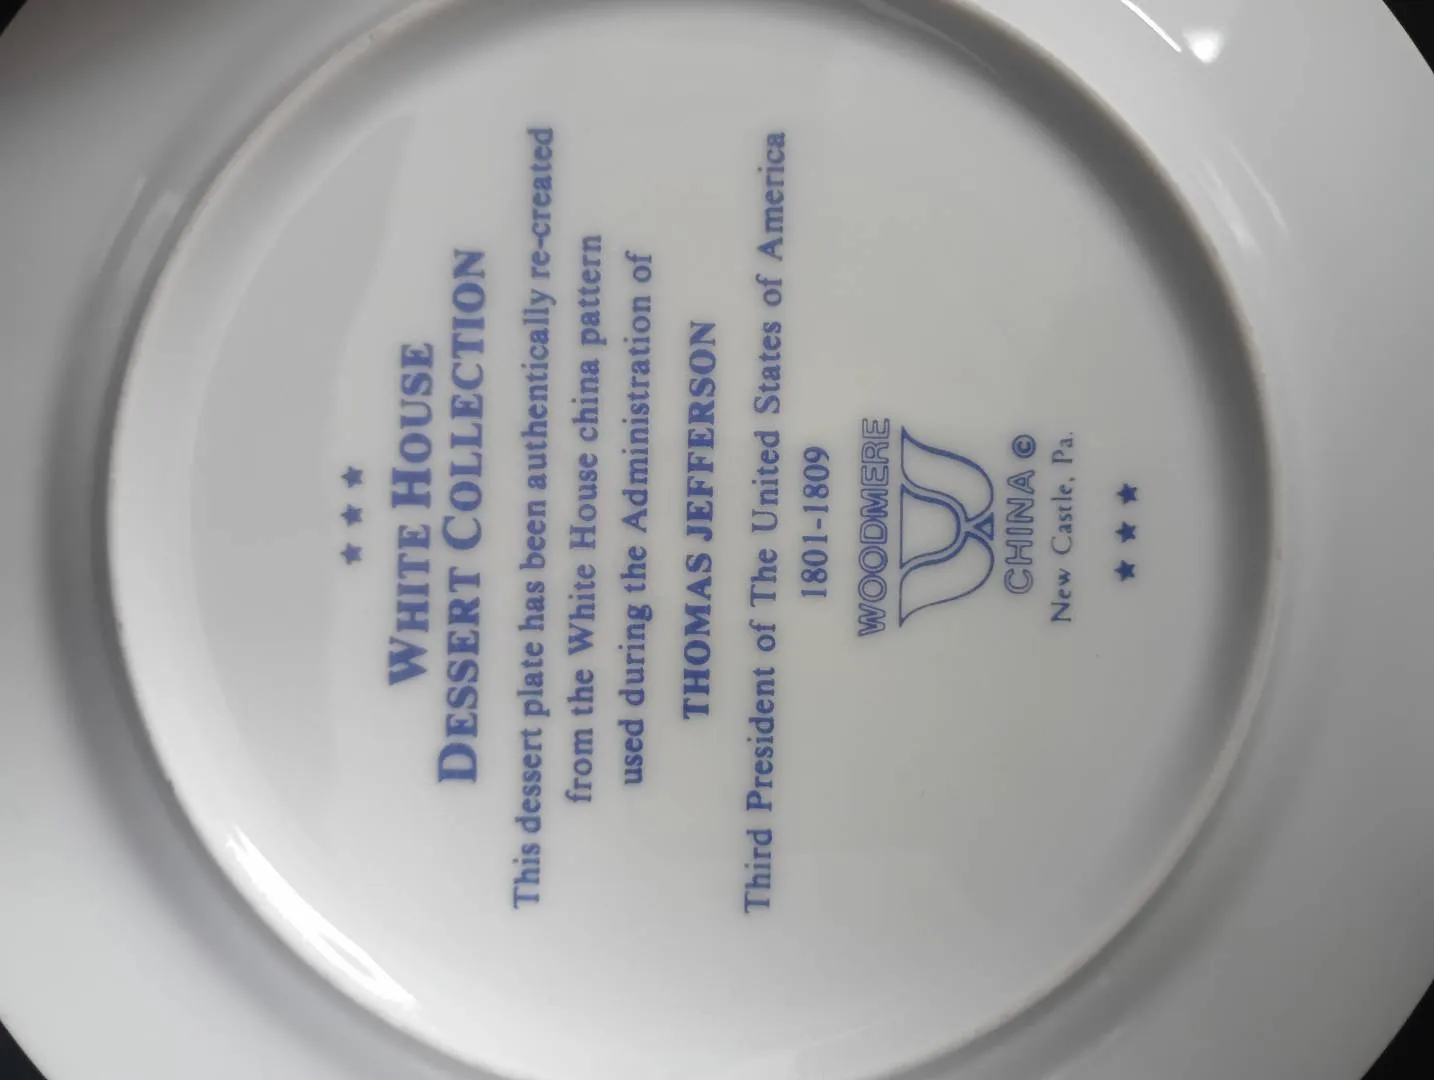 ★ ★ ★
WHITE HOUSE
DESSERT COLLECTION
This dessert plate has been authentically re-created
from the White House china pattern
used during the Administration of
THOMAS JEFFERSON
Third President of The United States of America
1801-1809
WOODMERE
CHINA ©
New Castle, Pa.
★ ★ ★